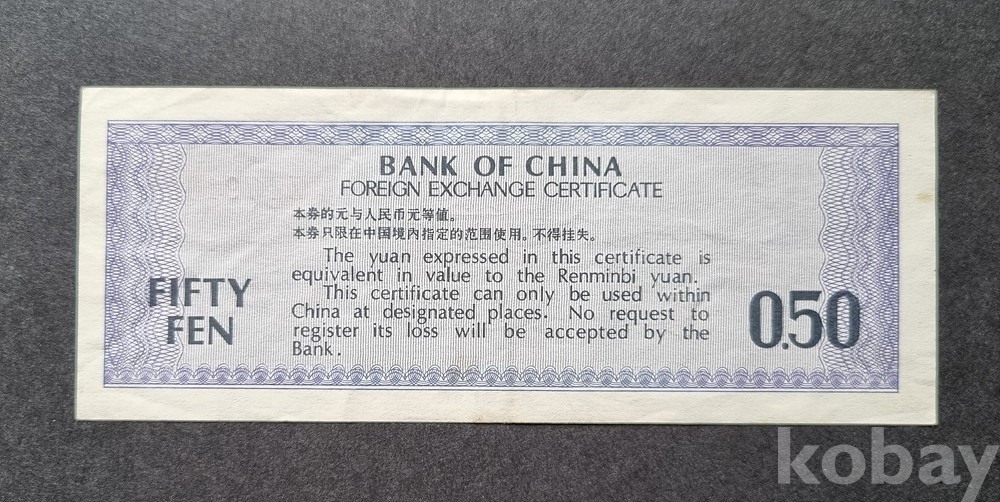 BANK OF CHINA
FOREIGN EXCHANGE CERTIFICATE
本券的元与人民币元等値。
本券只限在中国境内指定的范围使用。不得挂失。
The yuan expressed in this certificate is
equivalent in value to the Renminbi yuan.
This certificate can only be used within
China at designated places. No request to
register its loss will be accepted by the
Bank.
FIFTY
FEN
0.50
kobay